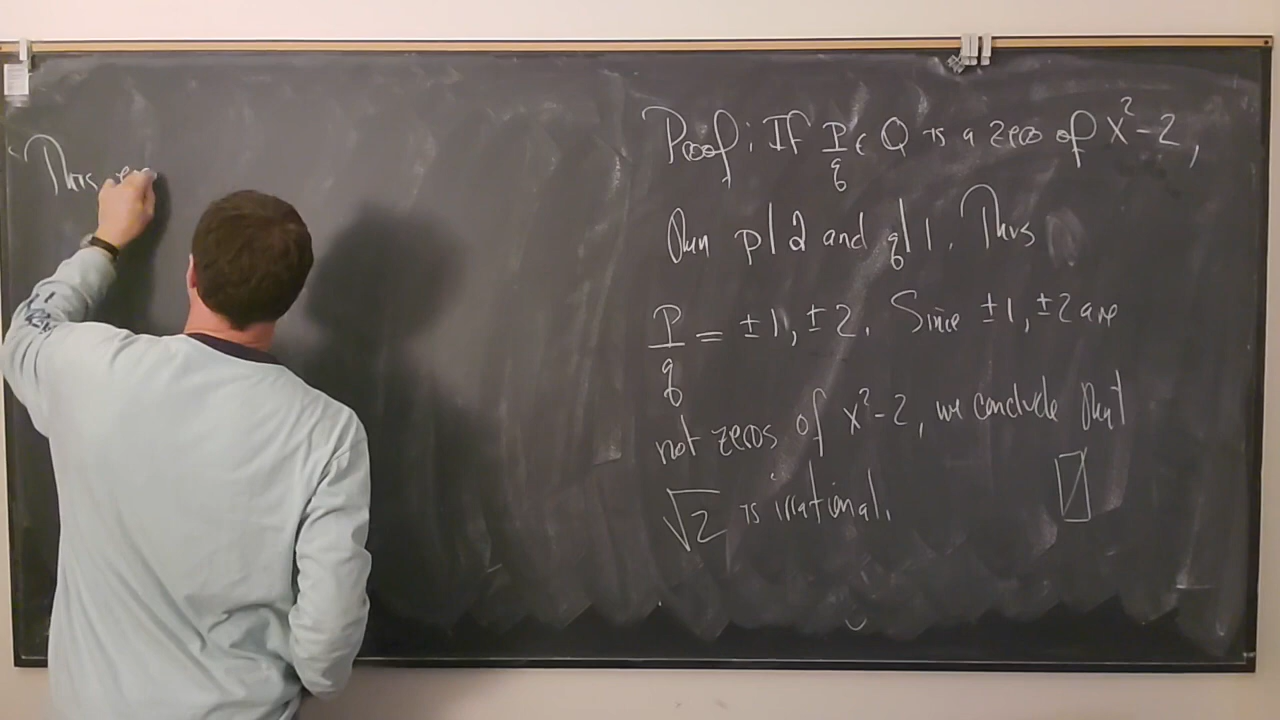 This
Proof: If p/q ∈ Q is a zero of x²-2,
then p|2 and q|1. Thus
p/q = ±1, ±2. Since ±1, ±2 are
not zeros of x²-2, we conclude that
√2 is irrational.